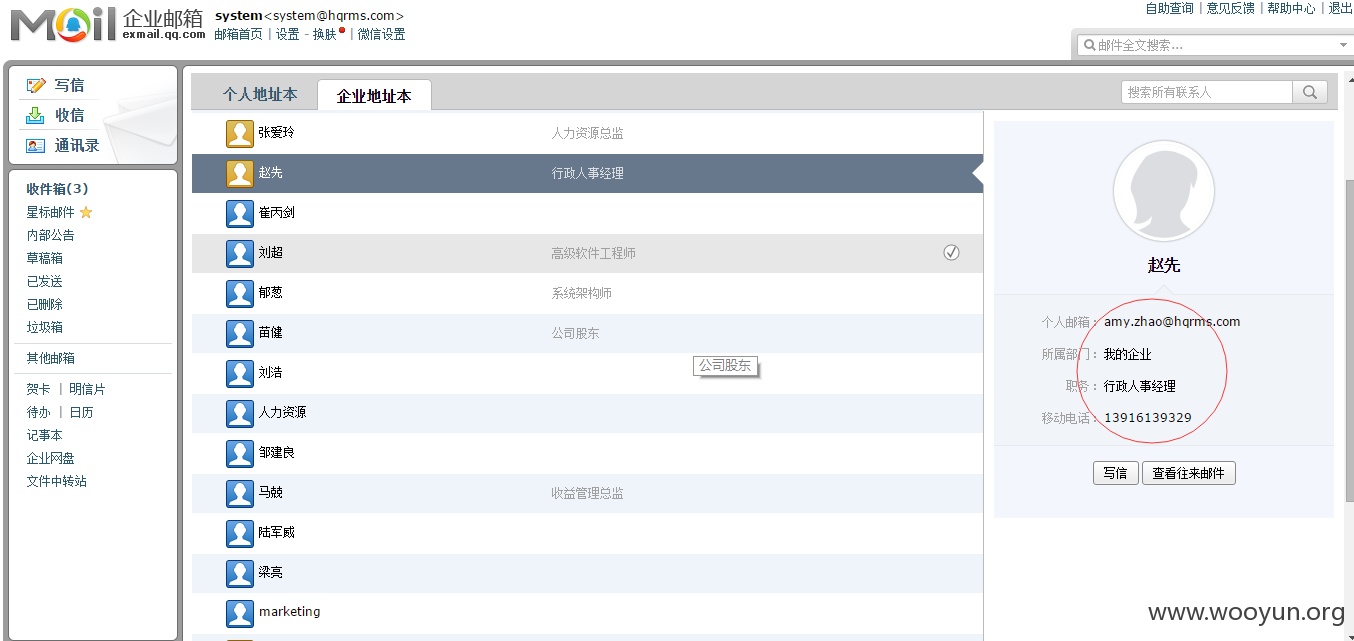 Mail 企业邮箱 exmail.qq.com
system<system@hqrms.com>
邮箱首页 | 设置 - 换肤 | 微信设置
自助查询 | 意见反馈 | 帮助中心 | 退出
邮件全文搜索...
写信
收信
通讯录
收件箱(3)
星标邮件
内部公告
草稿箱
已发送
已删除
垃圾箱
其他邮箱
贺卡 | 明信片
待办 | 日历
记事本
企业网盘
文件中转站
个人地址本 企业地址本
搜索所有联系人
张爱玲 人力资源总监
赵先 行政人事经理
崔丙剑
刘超 高级软件工程师
郁葱 系统架构师
苗健 公司股东
公司股东
刘浩
人力资源
邹建良
马兢 收益管理总监
陆军威
梁亮
marketing
赵先
个人邮箱: amy.zhao@hqrms.com
所属部门: 我的企业
职务: 行政人事经理
移动电话: 13916139329
写信 查看往来邮件
www.wooyun.org